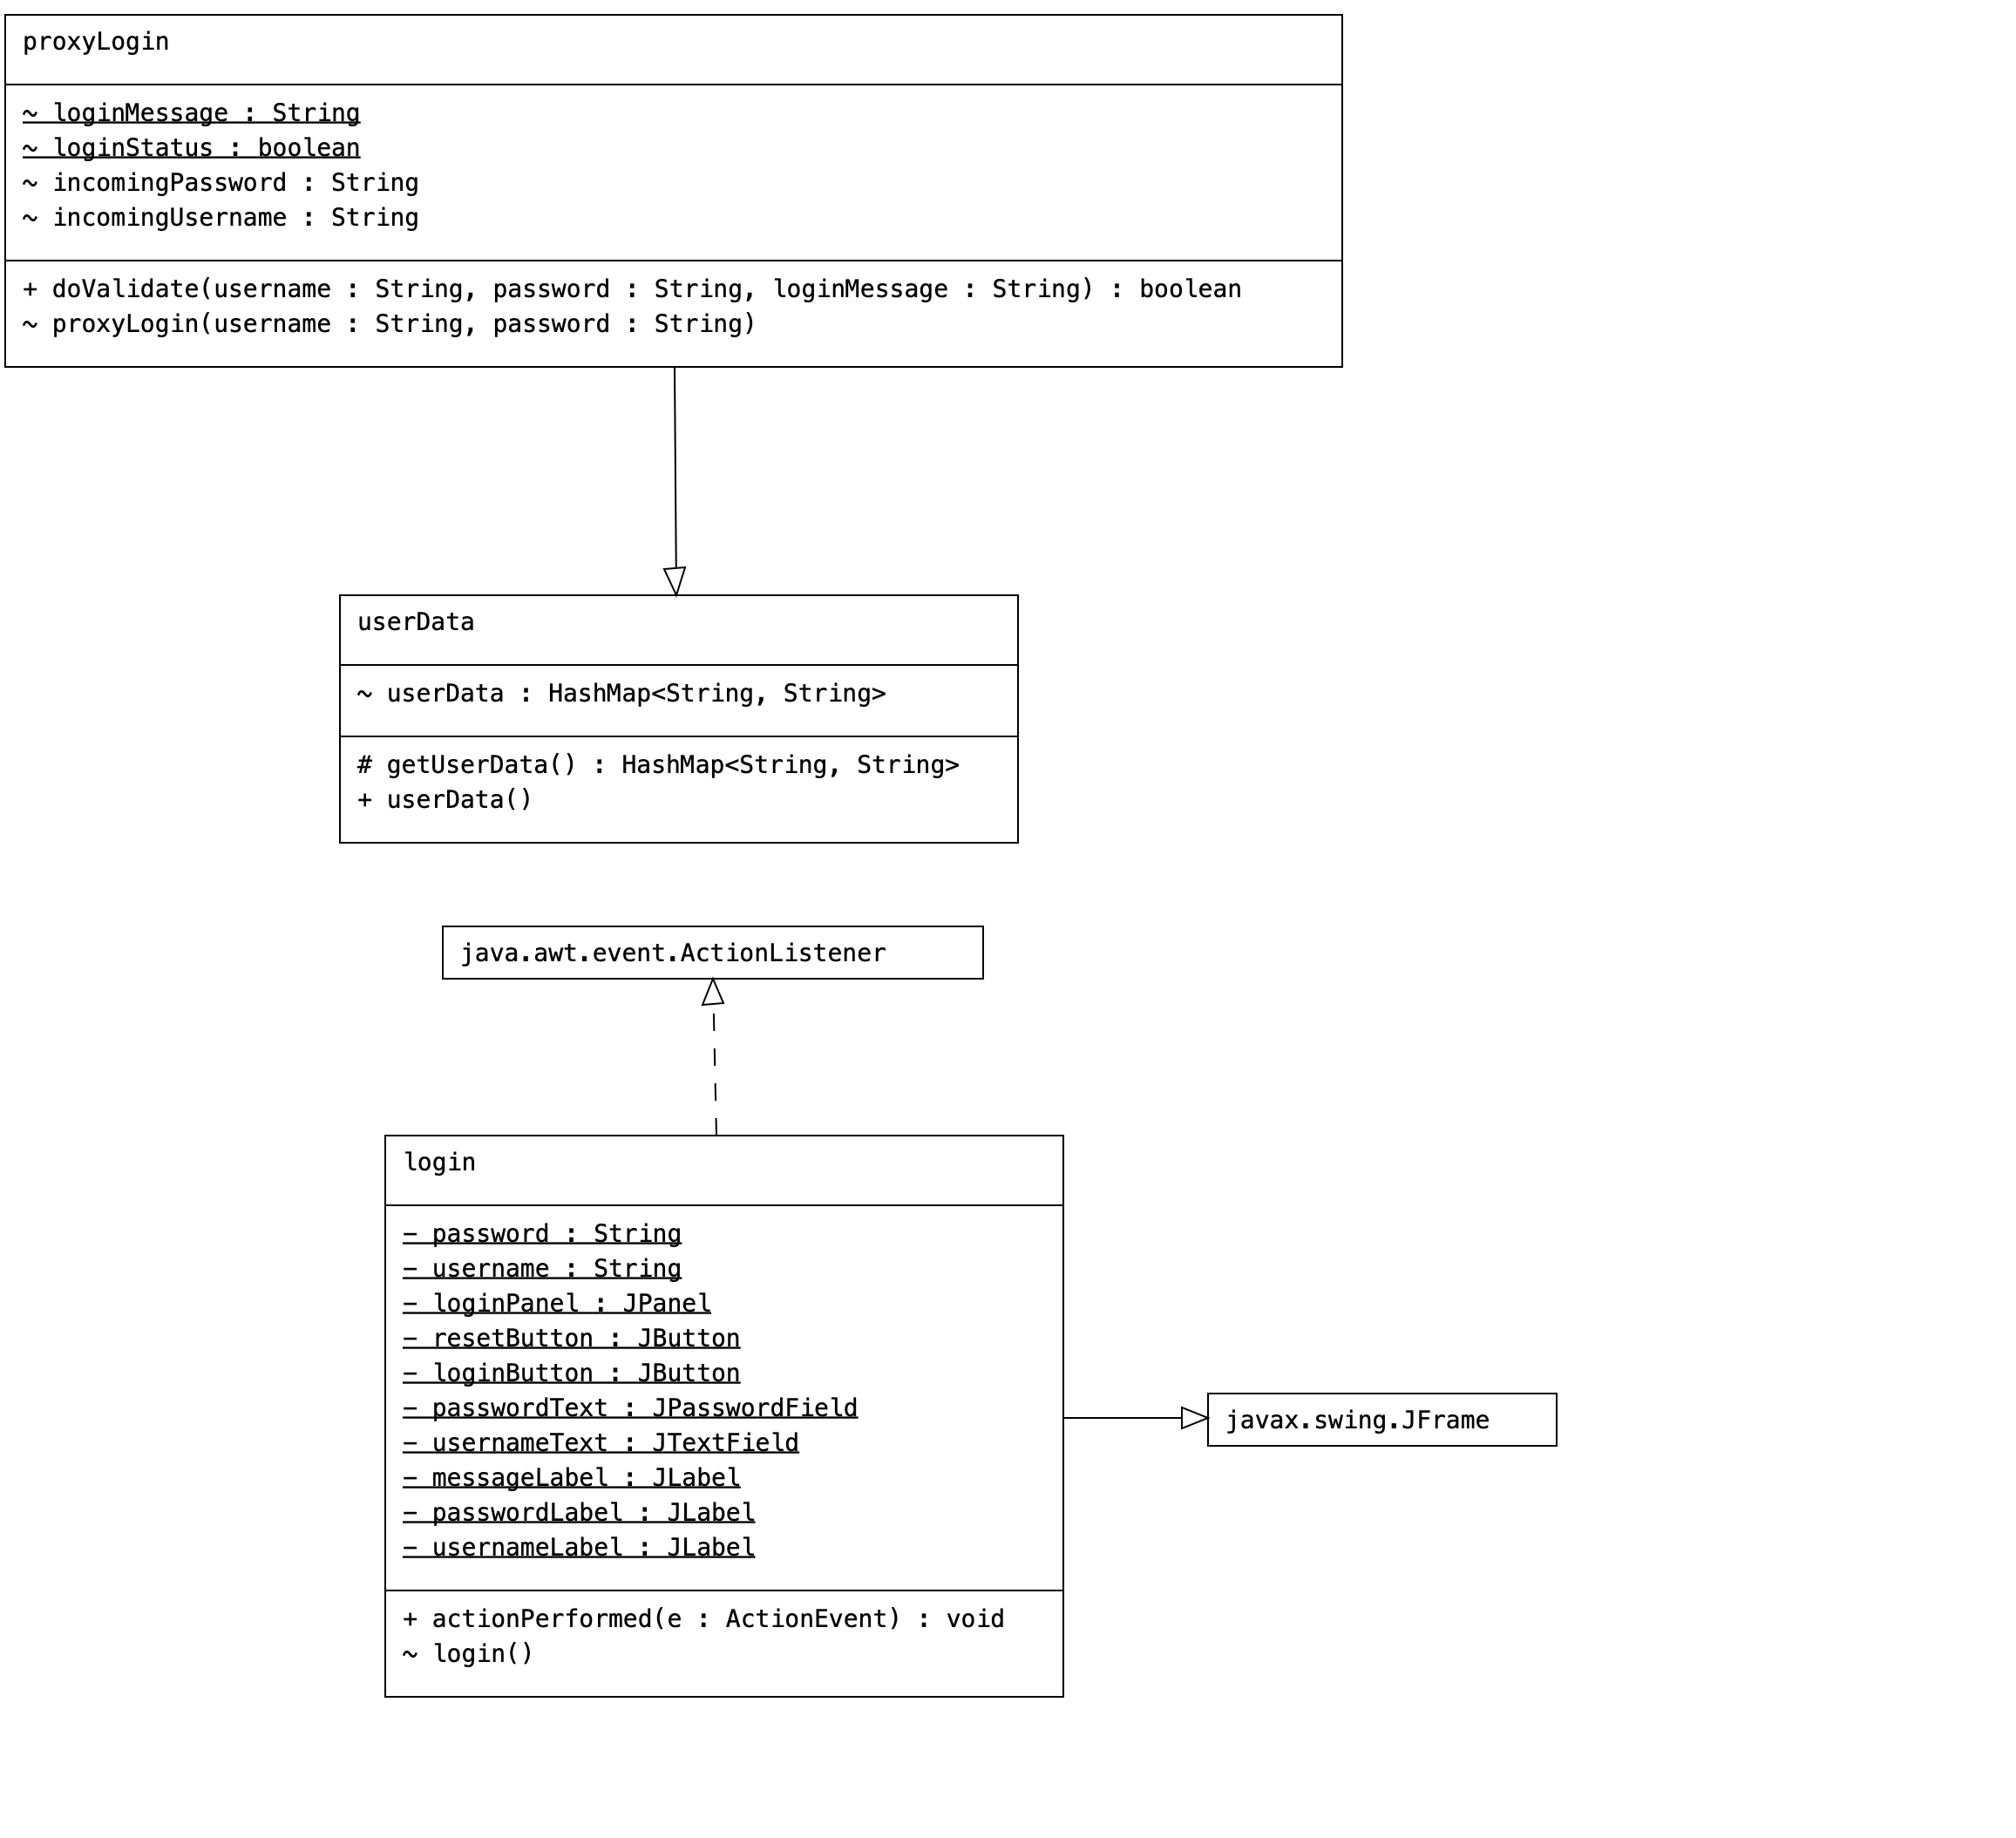 proxyLogin
~ loginMessage : String
~ loginStatus : boolean
~ incomingPassword : String
~ incomingUsername : String
+ doValidate(username : String, password : String, loginMessage : String) : boolean
~ proxyLogin(username : String, password : String)
userData
~ userData : HashMap<String, String>
# getUserData() : HashMap<String, String>
+ userData()
java.awt.event.ActionListener
login
− password : String
− username : String
− loginPanel : JPanel
− resetButton : JButton
− loginButton : JButton
− passwordText : JPasswordField
− usernameText : JTextField
− messageLabel : JLabel
− passwordLabel : JLabel
− usernameLabel : JLabel
+ actionPerformed(e : ActionEvent) : void
~ login()
javax.swing.JFrame